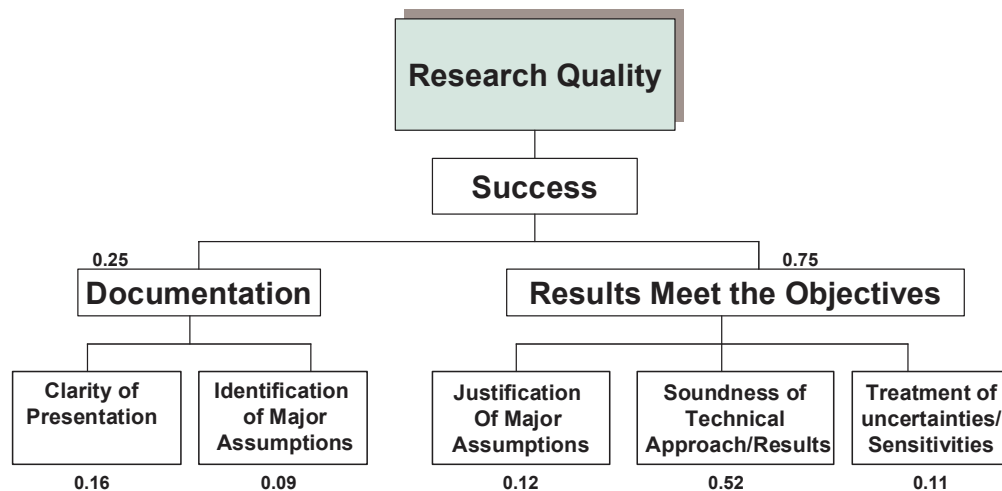 Research Quality
Success
0.25
0.75
Documentation
Results Meet the Objectives
Clarity of
Presentation
Identification
of Major
Assumptions
Justification
Of Major
Assumptions
Soundness of
Technical
Approach/Results
Treatment of
uncertainties/
Sensitivities
0.16
0.09
0.12
0.52
0.11